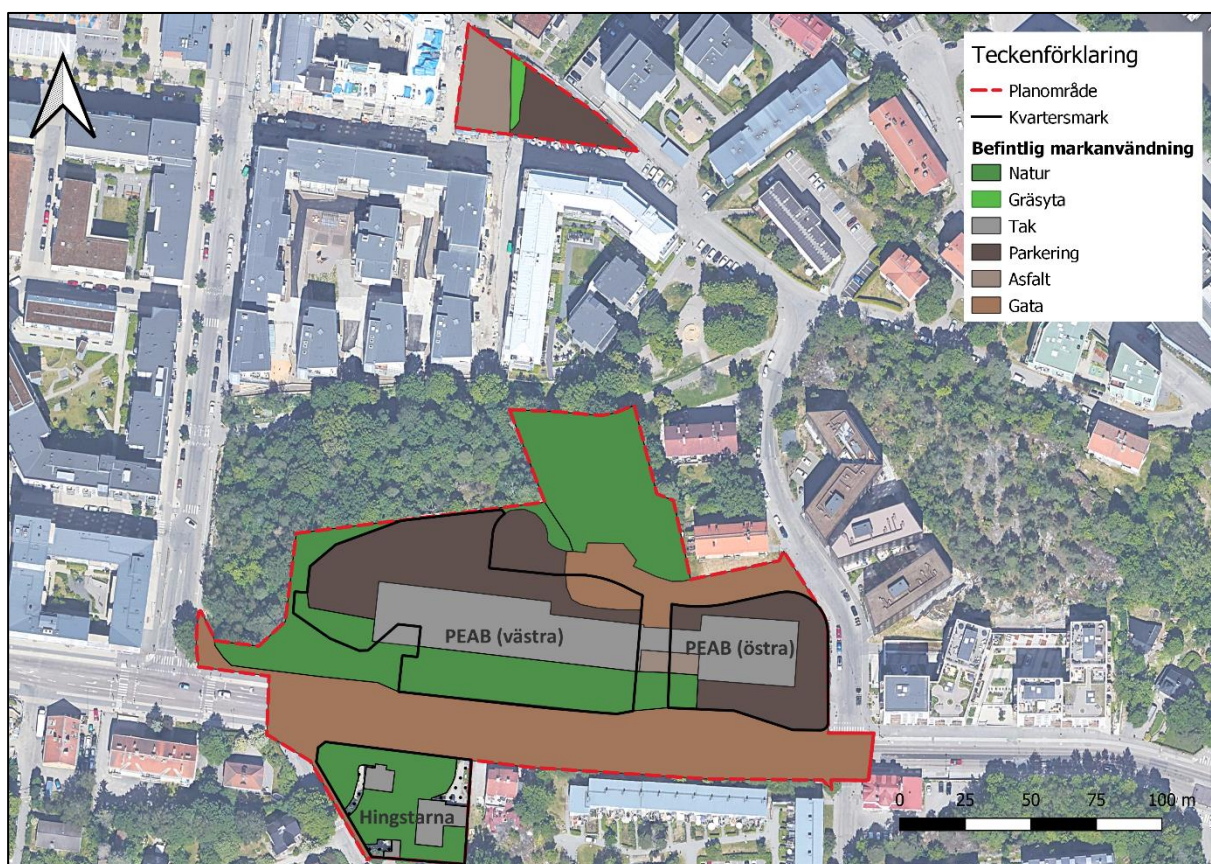 Teckenförklaring
Planområde
Kvartersmark
Befintlig markanvändning
Natur
Gräsyta
Tak
Parkering
Asfalt
Gata
PEAB (västra)
PEAB (östra)
Hingstarna
0 25 50 75 100 m